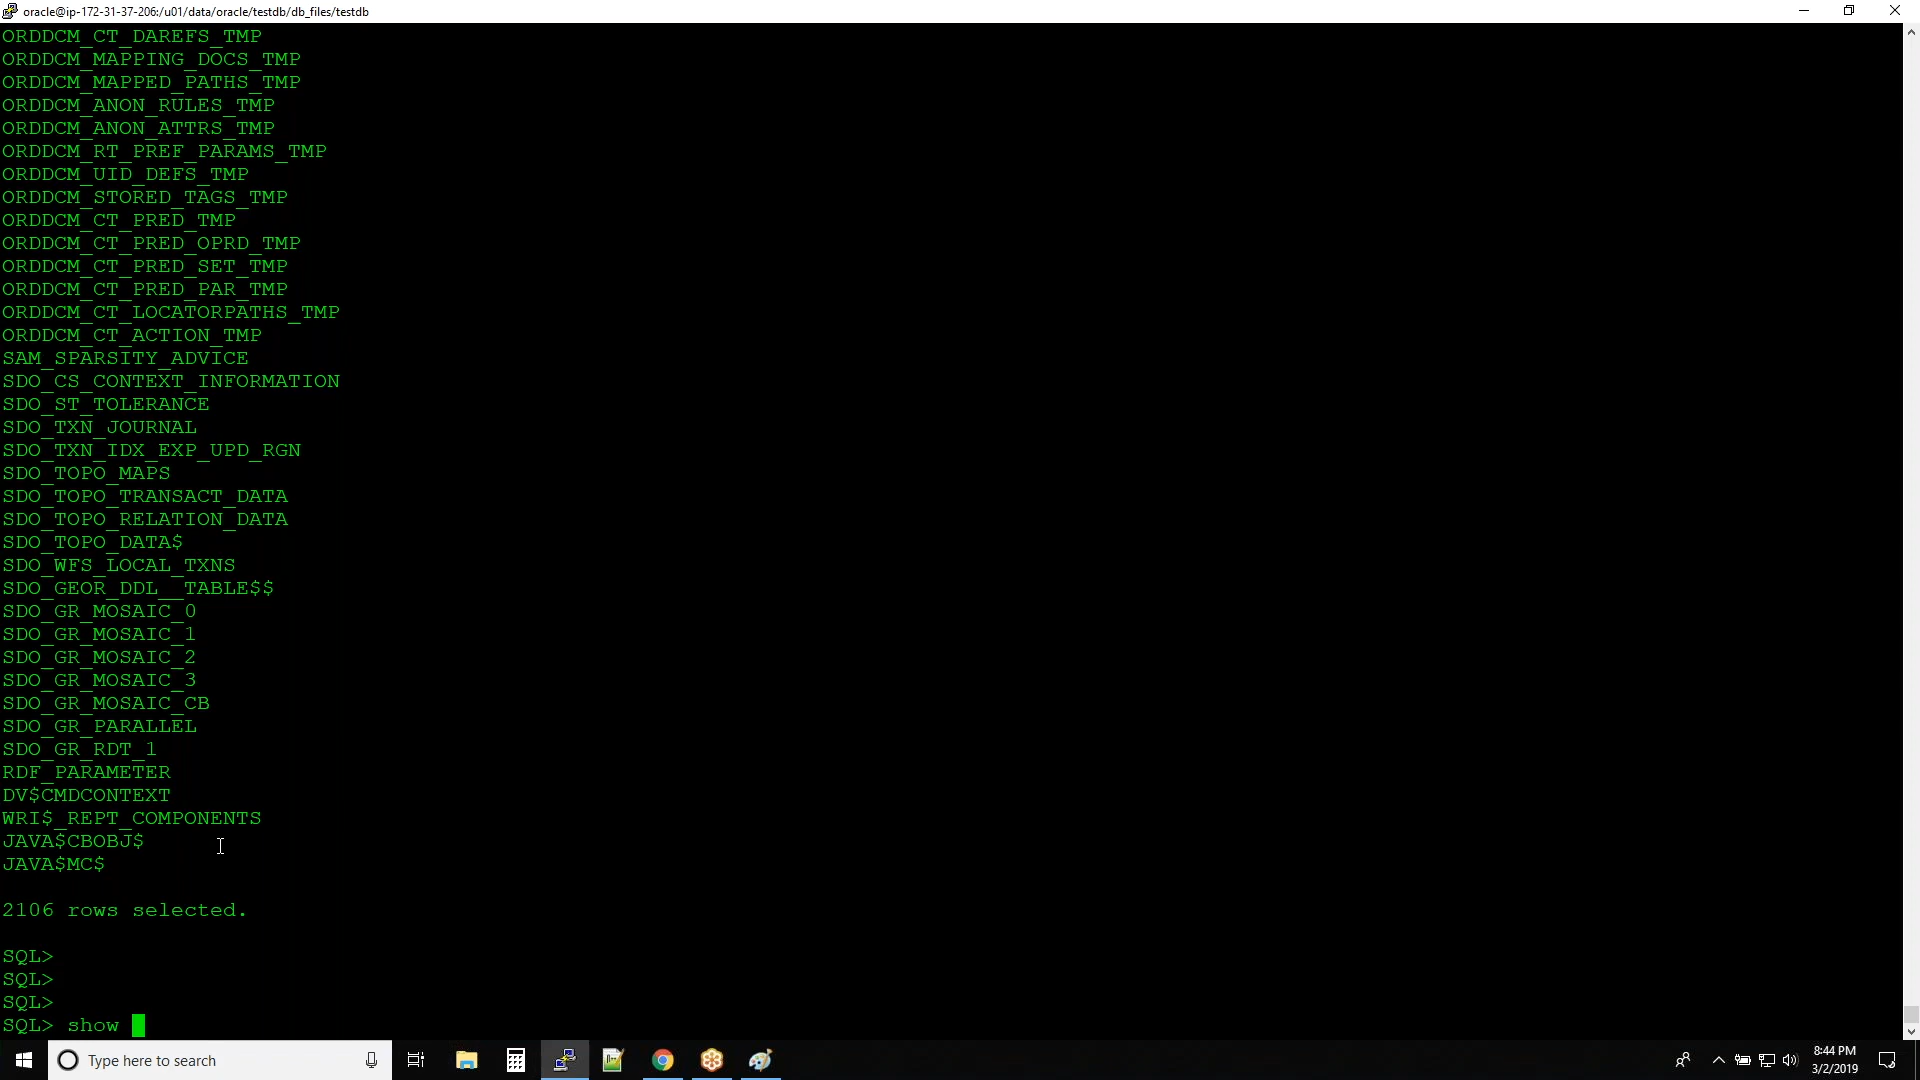 oracle@ip-172-31-37-206:/u01/data/oracle/testdb/db_files/testdb
ORDDCM_CT_DAREFS_TMP
ORDDCM_MAPPING_DOCS_TMP
ORDDCM_MAPPED_PATHS_TMP
ORDDCM_ANON_RULES_TMP
ORDDCM_ANON_ATTRS_TMP
ORDDCM_RT_PREF_PARAMS_TMP
ORDDCM_UID_DEFS_TMP
ORDDCM_STORED_TAGS_TMP
ORDDCM_CT_PRED_TMP
ORDDCM_CT_PRED_OPRD_TMP
ORDDCM_CT_PRED_SET_TMP
ORDDCM_CT_PRED_PAR_TMP
ORDDCM_CT_LOCATORPATHS_TMP
ORDDCM_CT_ACTION_TMP
SAM_SPARSITY_ADVICE
SDO_CS_CONTEXT_INFORMATION
SDO_ST_TOLERANCE
SDO_TXN_JOURNAL
SDO_TXN_IDX_EXP_UPD_RGN
SDO_TOPO_MAPS
SDO_TOPO_TRANSACT_DATA
SDO_TOPO_RELATION_DATA
SDO_TOPO_DATA$
SDO_WFS_LOCAL_TXNS
SDO_GEOR_DDL__TABLE$$
SDO_GR_MOSAIC_0
SDO_GR_MOSAIC_1
SDO_GR_MOSAIC_2
SDO_GR_MOSAIC_3
SDO_GR_MOSAIC_CB
SDO_GR_PARALLEL
SDO_GR_RDT_1
RDF_PARAMETER
DV$CMDCONTEXT
WRI$_REPT_COMPONENTS
JAVA$CBOBJ$
JAVA$MC$
2106 rows selected.
SQL>
SQL>
SQL>
SQL> show
Type here to search
8:44 PM
3/2/2019